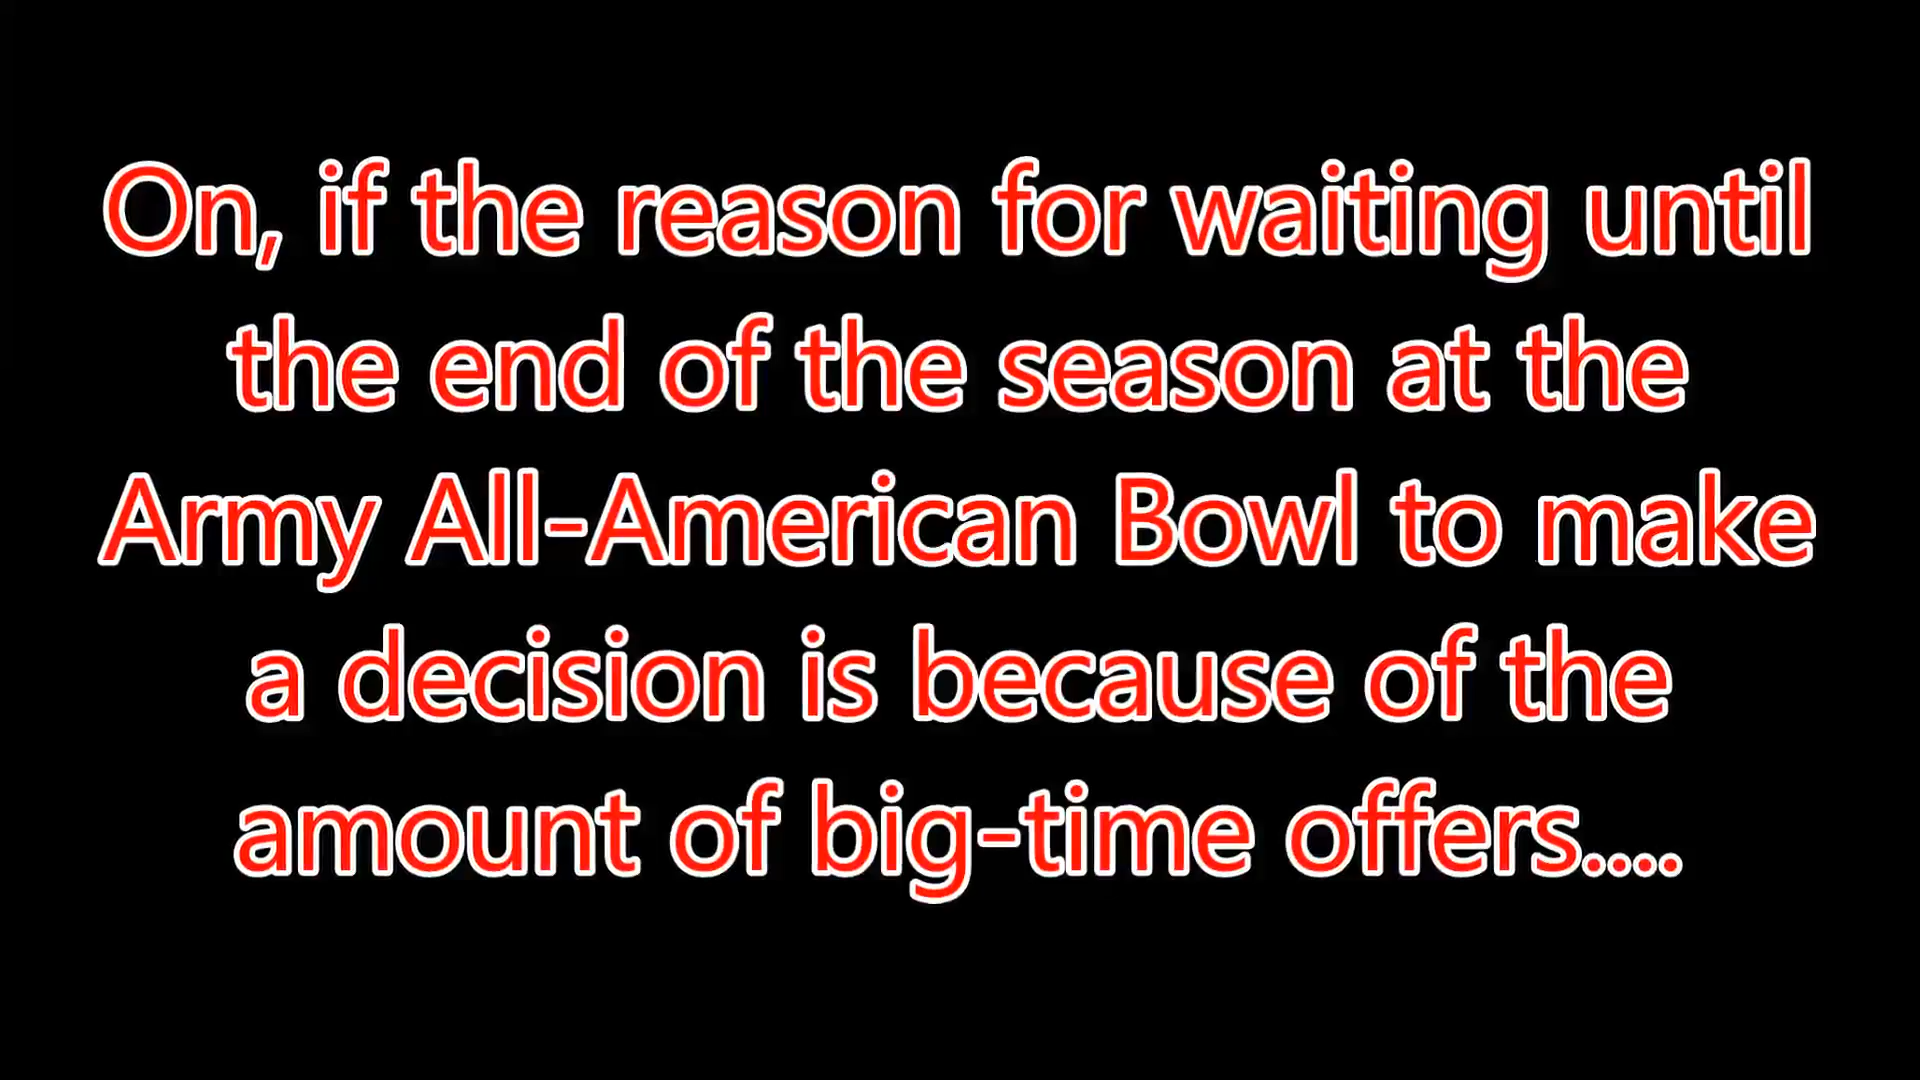 On, if the reason for waiting until
the end of the season at the
Army All-American Bowl to make
a decision is because of the
amount of big-time offers....